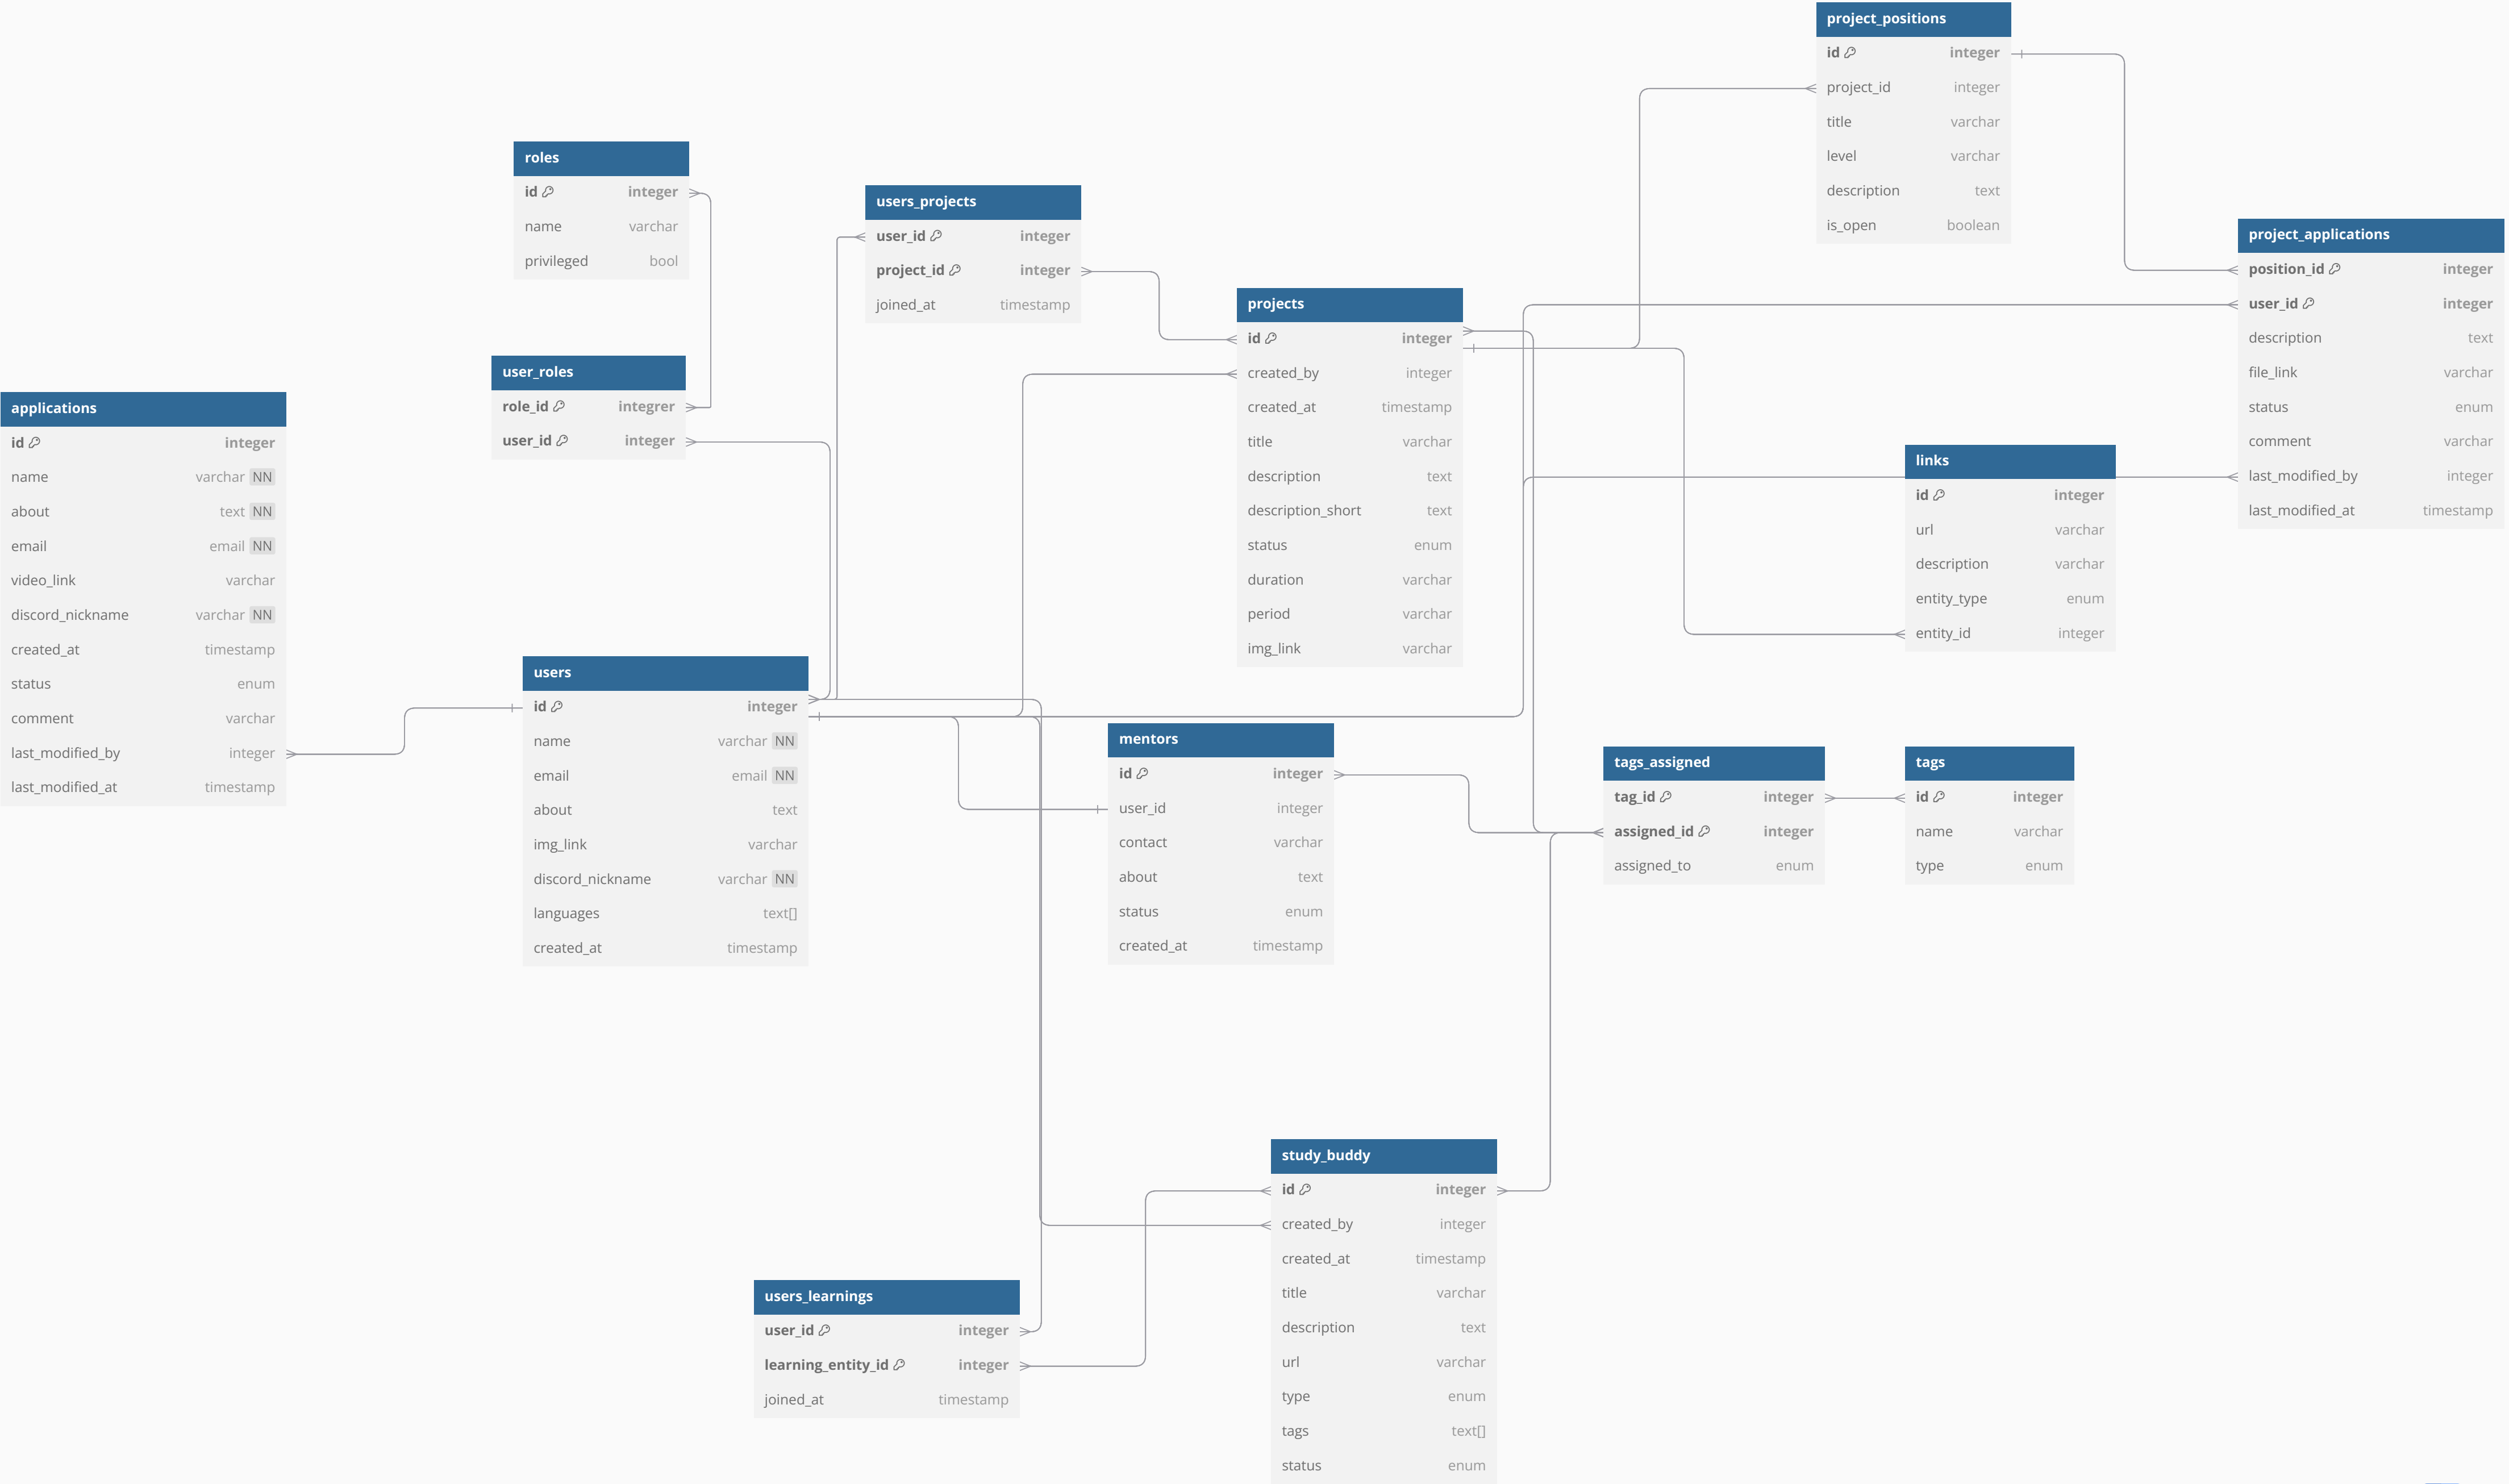 project_positions
id integer
project_id integer
title varchar
level varchar
description text
is_open boolean
roles
id integer
name varchar
privileged bool
users_projects
user_id integer
project_id integer
joined_at timestamp
project_applications
position_id integer
user_id integer
description text
file_link varchar
status enum
comment varchar
last_modified_by integer
last_modified_at timestamp
projects
id integer
created_by integer
created_at timestamp
title varchar
description text
description_short text
status enum
duration varchar
period varchar
img_link varchar
user_roles
role_id integrer
user_id integer
applications
id integer
name varchar NN
about text NN
email email NN
video_link varchar
discord_nickname varchar NN
created_at timestamp
status enum
comment varchar
last_modified_by integer
last_modified_at timestamp
links
id integer
url varchar
description varchar
entity_type enum
entity_id integer
users
id integer
name varchar NN
email email NN
about text
img_link varchar
discord_nickname varchar NN
languages text[]
created_at timestamp
mentors
id integer
user_id integer
contact varchar
about text
status enum
created_at timestamp
tags_assigned
tag_id integer
assigned_id integer
assigned_to enum
tags
id integer
name varchar
type enum
study_buddy
id integer
created_by integer
created_at timestamp
title varchar
description text
url varchar
type enum
tags text[]
status enum
users_learnings
user_id integer
learning_entity_id integer
joined_at timestamp